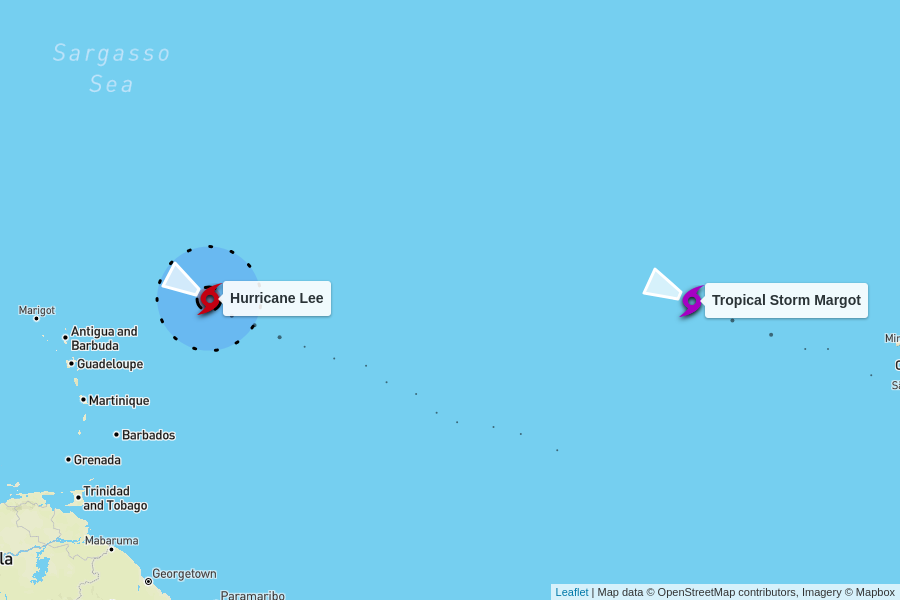 Sargasso
Sea
Hurricane Lee
Tropical Storm Margot
Marigot
Antigua and
Barbuda
Guadeloupe
Martinique
Barbados
Grenada
Trinidad
and Tobago
Mabaruma
Georgetown
Paramaribo
la
Leaflet | Map data © OpenStreetMap contributors, Imagery © Mapbox